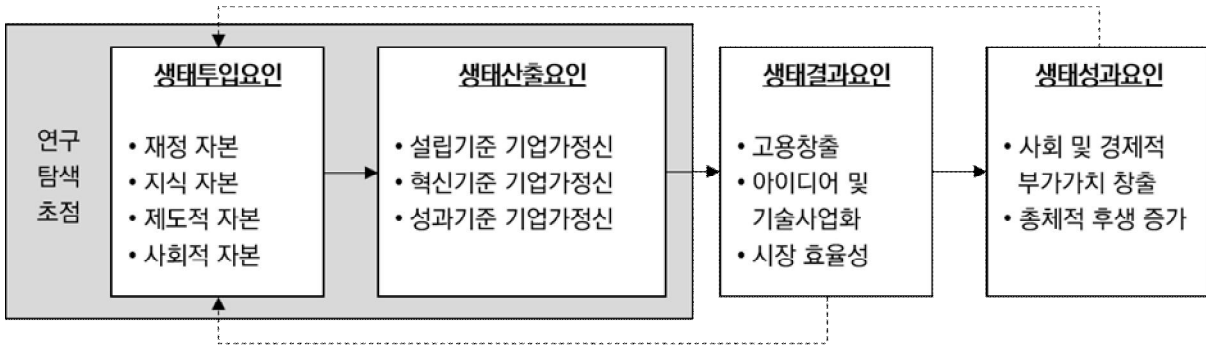 연구
탐색
초점
생태투입요인
• 재정 자본
• 지식 자본
• 제도적 자본
• 사회적 자본
생태산출요인
• 설립기준 기업가정신
• 혁신기준 기업가정신
• 성과기준 기업가정신
생태결과요인
• 고용창출
• 아이디어 및
기술사업화
• 시장 효율성
생태성과요인
• 사회 및 경제적
부가가치 창출
• 총체적 후생 증가